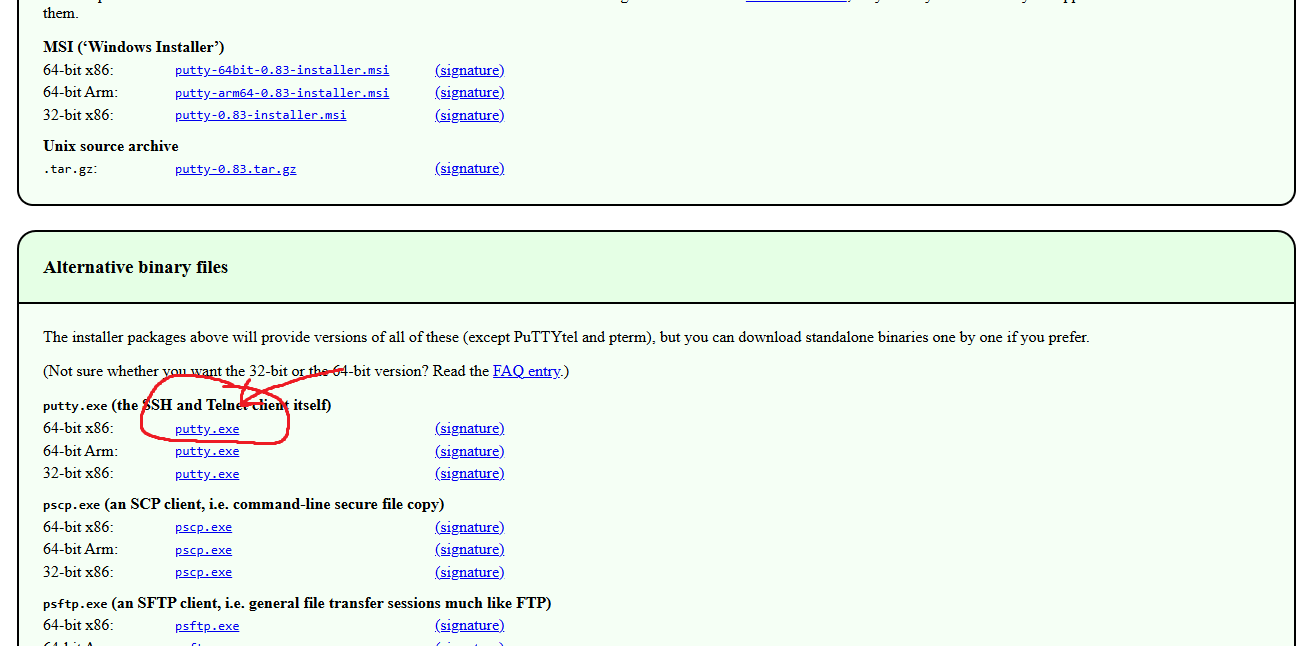 them.
MSI (‘Windows Installer’)
64-bit x86: putty-64bit-0.83-installer.msi (signature)
64-bit Arm: putty-arm64-0.83-installer.msi (signature)
32-bit x86: putty-0.83-installer.msi (signature)
Unix source archive
.tar.gz: putty-0.83.tar.gz (signature)
Alternative binary files
The installer packages above will provide versions of all of these (except PuTTYtel and pterm), but you can download standalone binaries one by one if you prefer.
(Not sure whether you want the 32-bit or the 64-bit version? Read the FAQ entry.)
putty.exe (the SSH and Telnet client itself)
64-bit x86: putty.exe (signature)
64-bit Arm: putty.exe (signature)
32-bit x86: putty.exe (signature)
pscp.exe (an SCP client, i.e. command-line secure file copy)
64-bit x86: pscp.exe (signature)
64-bit Arm: pscp.exe (signature)
32-bit x86: pscp.exe (signature)
psftp.exe (an SFTP client, i.e. general file transfer sessions much like FTP)
64-bit x86: psftp.exe (signature)